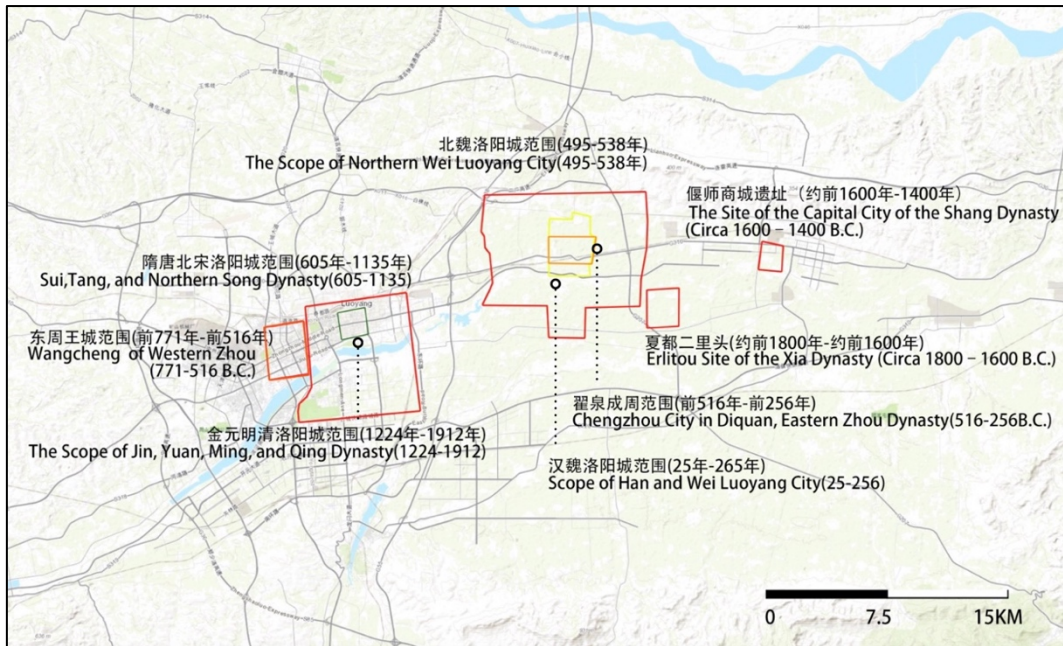 北魏洛阳城范围(495-538年)
The Scope of Northern Wei Luoyang City(495-538年)
偃师商城遗址（约前1600年-1400年）
The Site of the Capital City of the Shang Dynasty
(Circa 1600 – 1400 B.C.)
隋唐北宋洛阳城范围(605年-1135年)
Sui,Tang, and Northern Song Dynasty(605-1135)
Luoyang
东周王城范围(前771年-前516年)
Wangcheng of Western Zhou
(771-516 B.C.)
夏都二里头(约前1800年-约前1600年)
Erlitou Site of the Xia Dynasty (Circa 1800 – 1600 B.C.)
翟泉成周范围(前516年-前256年)
Chengzhou City in Diquan, Eastern Zhou Dynasty(516-256B.C.)
金元明清洛阳城范围(1224年-1912年)
The Scope of Jin, Yuan, Ming, and Qing Dynasty(1224-1912)
汉魏洛阳城范围(25年-265年)
Scope of Han and Wei Luoyang City(25-256)
0 7.5 15KM